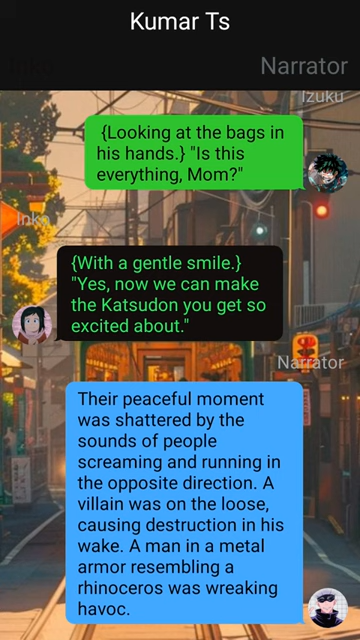 Kumar Ts
Inko
Narrator
Izuku
{Looking at the bags in
his hands.} "Is this
everything, Mom?"
Inko
{With a gentle smile.}
"Yes, now we can make
the Katsudon you get so
excited about."
Narrator
Their peaceful moment
was shattered by the
sounds of people
screaming and running in
the opposite direction. A
villain was on the loose,
causing destruction in his
wake. A man in a metal
armor resembling a
rhinoceros was wreaking
havoc.